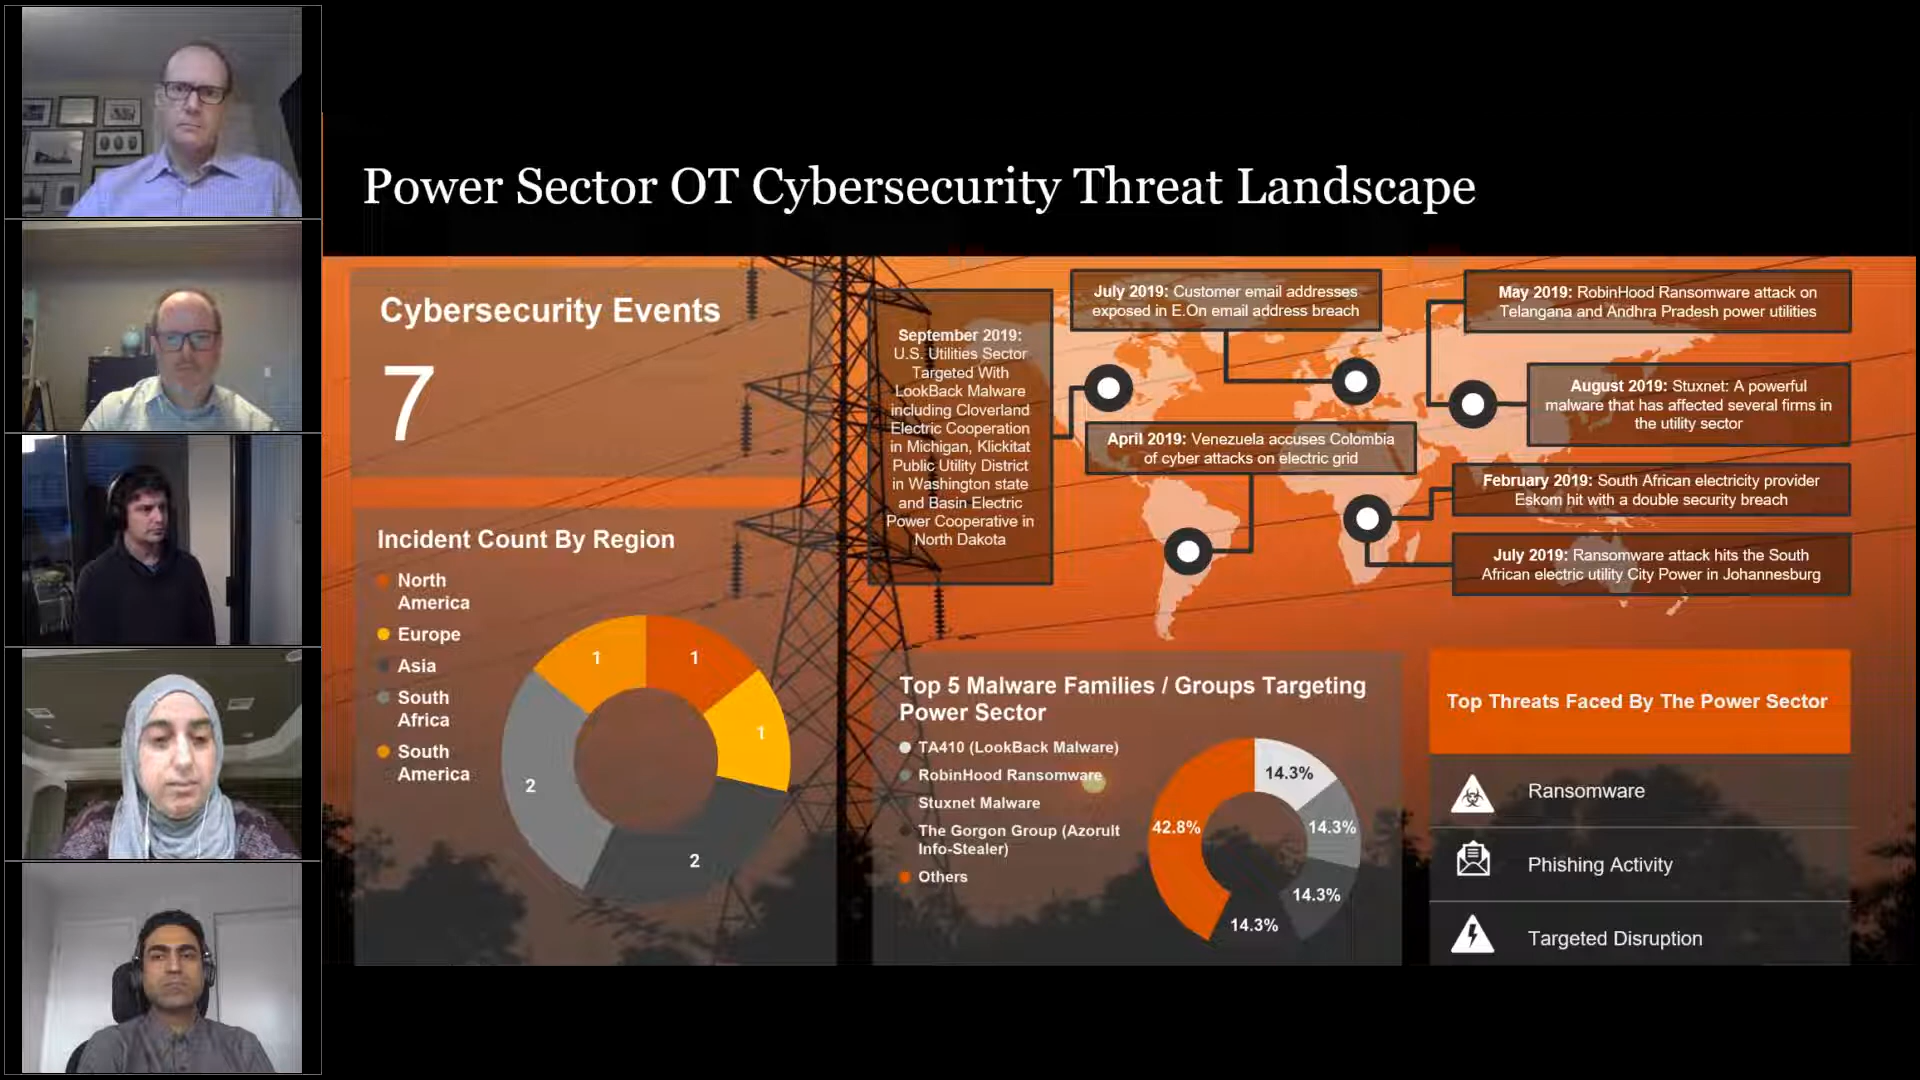 Power Sector OT Cybersecurity Threat Landscape
Cybersecurity Events
7
Incident Count By Region
North
America
Europe
Asia
South
Africa
South
America
1
1
1
2
2
September 2019:
U.S. Utilities Sector
Targeted With
LookBack Malware
including Cloverland
Electric Cooperation
in Michigan, Klickitat
Public Utility District
in Washington state
and Basin Electric
Power Cooperative in
North Dakota
July 2019: Customer email addresses
exposed in E.On email address breach
April 2019: Venezuela accuses Colombia
of cyber attacks on electric grid
May 2019: RobinHood Ransomware attack on
Telangana and Andhra Pradesh power utilities
August 2019: Stuxnet: A powerful
malware that has affected several firms in
the utility sector
February 2019: South African electricity provider
Eskom hit with a double security breach
July 2019: Ransomware attack hits the South
African electric utility City Power in Johannesburg
Top 5 Malware Families / Groups Targeting
Power Sector
TA410 (LookBack Malware)
RobinHood Ransomware
Stuxnet Malware
The Gorgon Group (Azorult
Info-Stealer)
Others
14.3%
42.8%
14.3%
14.3%
14.3%
Top Threats Faced By The Power Sector
Ransomware
Phishing Activity
Targeted Disruption